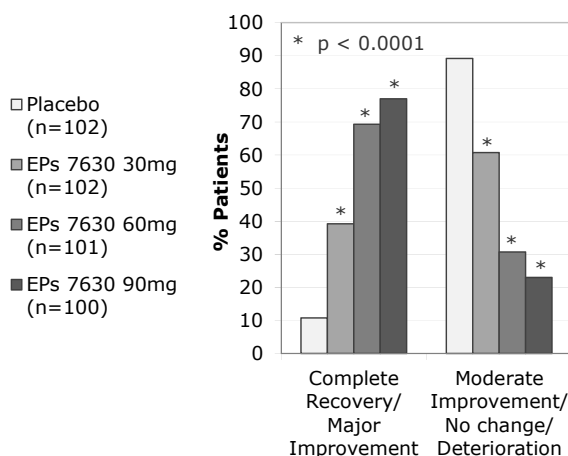 100
90
80
70
60
50
40
30
20
10
0
% Patients
* p < 0.0001
Placebo
(n=102)
EPs 7630 30mg
(n=102)
EPs 7630 60mg
(n=101)
EPs 7630 90mg
(n=100)
*
*
*
*
*
*
Complete
Recovery/
Major
Improvement
Moderate
Improvement/
No change/
Deterioration